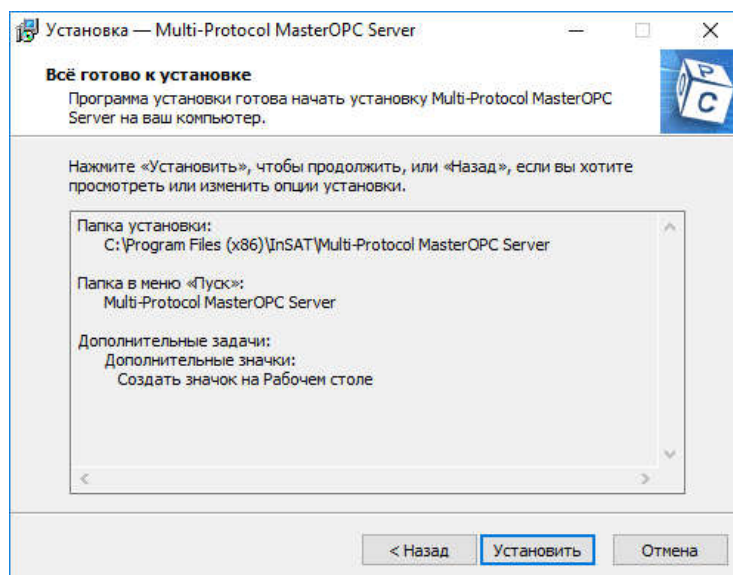 Установка — Multi-Protocol MasterOPC Server
Всё готово к установке
Программа установки готова начать установку Multi-Protocol MasterOPC
Server на ваш компьютер.
P
C
Нажмите «Установить», чтобы продолжить, или «Назад», если вы хотите
просмотреть или изменить опции установки.
Папка установки:
C:\Program Files (x86)\InSAT\Multi-Protocol MasterOPC Server
Папка в меню «Пуск»:
Multi-Protocol MasterOPC Server
Дополнительные задачи:
Дополнительные значки:
Создать значок на Рабочем столе
< Назад
Установить
Отмена